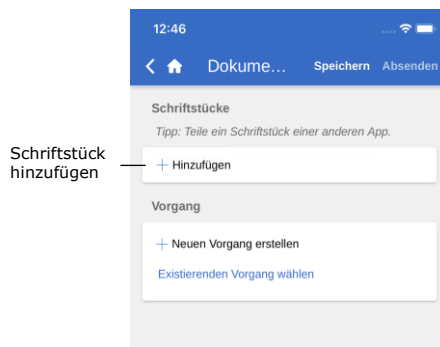 12:46
Dokume... Speichern Absenden
Schriftstücke
Tipp: Teile ein Schriftstück einer anderen App.
Schriftstück
hinzufügen
+ Hinzufügen
Vorgang
+ Neuen Vorgang erstellen
Existierenden Vorgang wählen